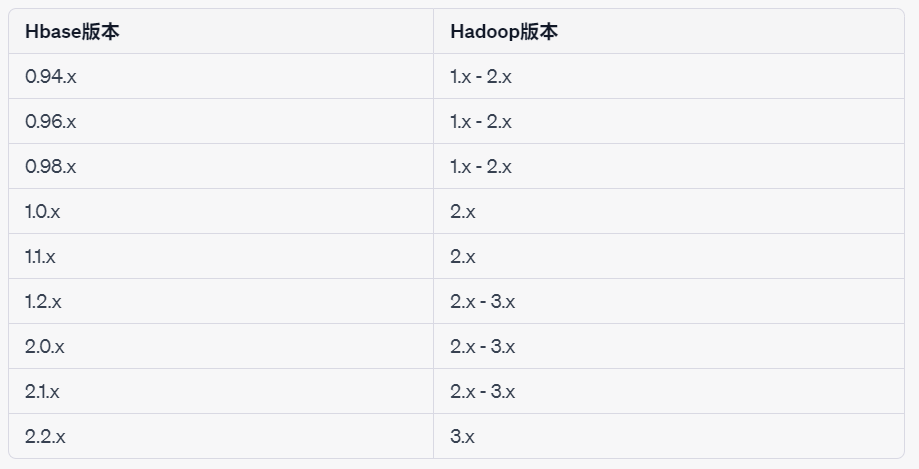 Hbase版本 Hadoop版本
0.94.x 1.x - 2.x
0.96.x 1.x - 2.x
0.98.x 1.x - 2.x
1.0.x 2.x
1.1.x 2.x
1.2.x 2.x - 3.x
2.0.x 2.x - 3.x
2.1.x 2.x - 3.x
2.2.x 3.x